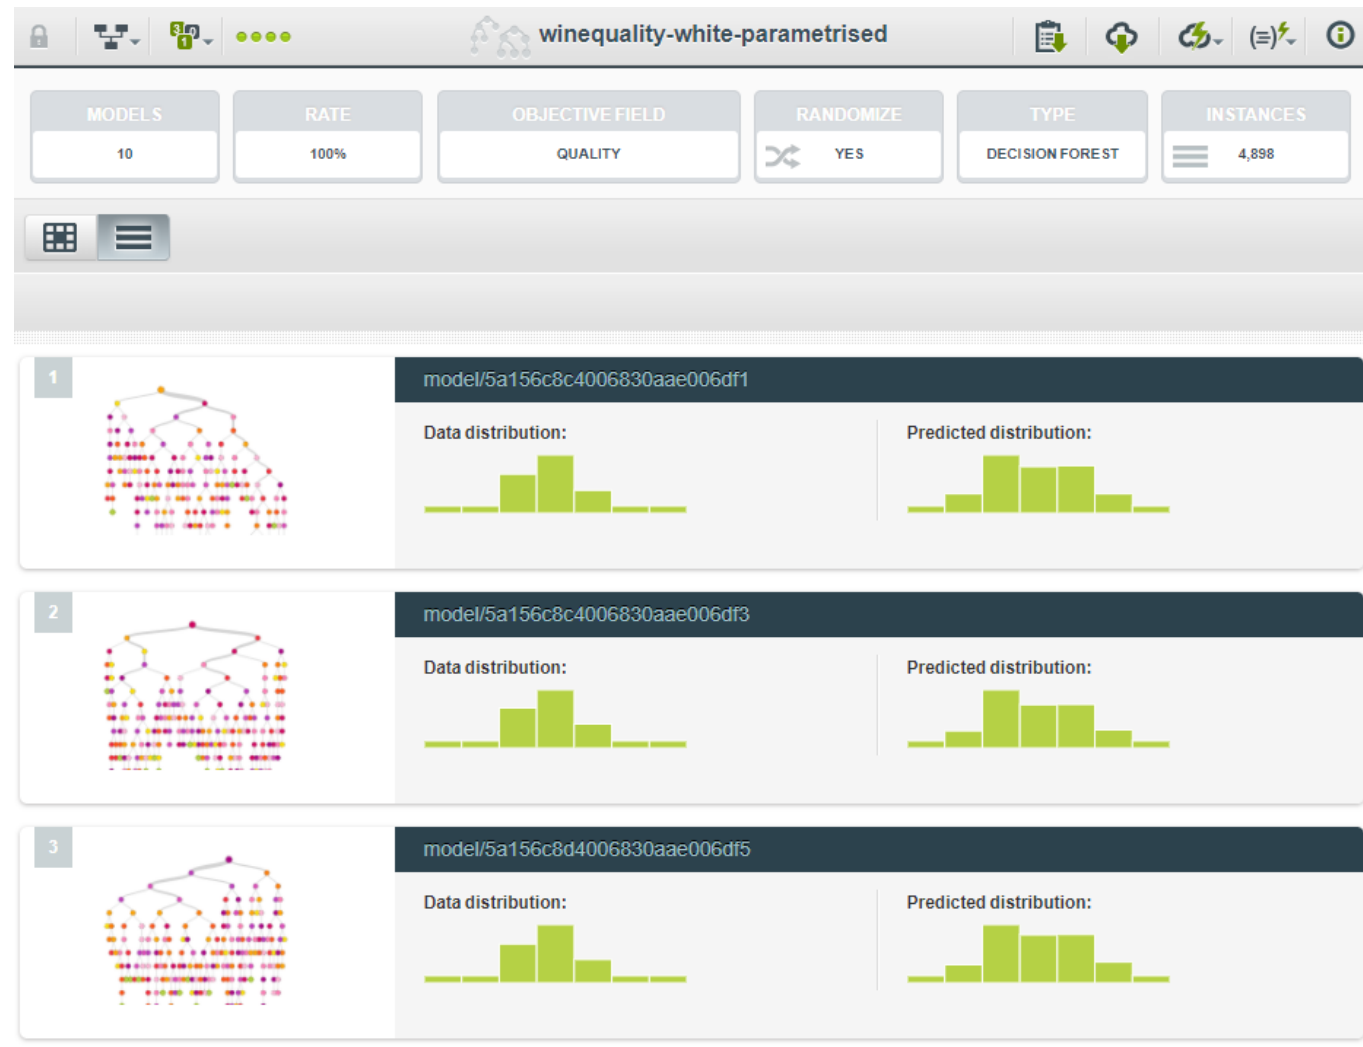 winequality-white-parametrised
MODELS
10
RATE
100%
OBJECTIVE FIELD
QUALITY
RANDOMIZE
YES
TYPE
DECISION FOREST
INSTANCES
4,898
1
model/5a156c8c4006830aae006df1
Data distribution:
Predicted distribution:
2
model/5a156c8c4006830aae006df3
Data distribution:
Predicted distribution:
3
model/5a156c8d4006830aae006df5
Data distribution:
Predicted distribution: